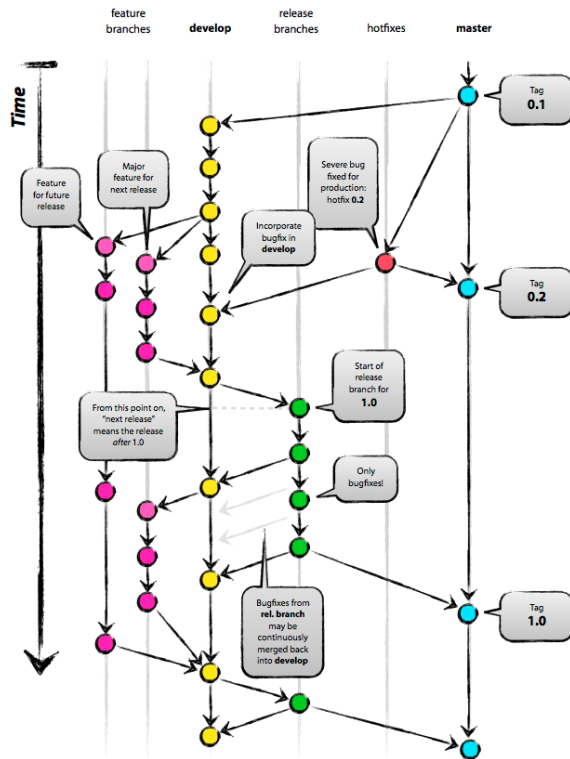 feature
branches
develop
release
branches
hotfixes
master
Time
Tag
0.1
Major
feature for
next release
Severe bug
fixed for
production:
hotfix 0.2
Feature
for future
release
Incorporate
bugfix in
develop
Tag
0.2
Start of
release
branch for
1.0
From this point on,
“next release”
means the release
after 1.0
Only
bugfixes!
Bugfixes from
rel. branch
may be
continuously
merged back
into develop
Tag
1.0